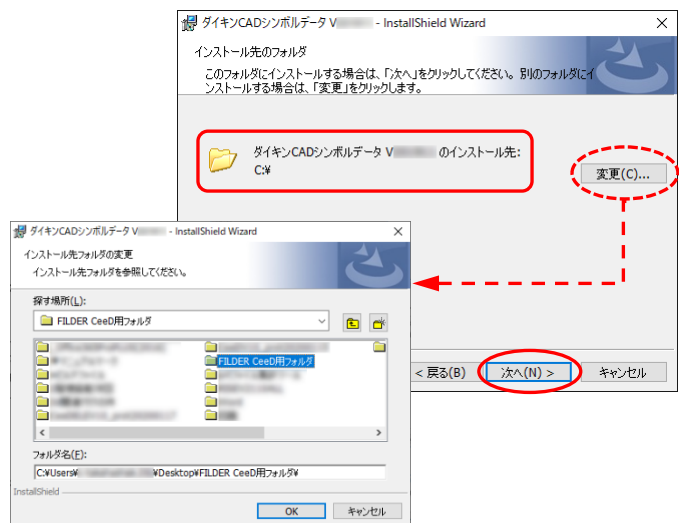 ダイキンCADシンボルデータ V - InstallShield Wizard
インストール先のフォルダ
このフォルダにインストールする場合は、「次へ」をクリックしてください。別のフォルダにイ
ンストールする場合は、「変更」をクリックします。
ダイキンCADシンボルデータ V のインストール先:
C:¥
変更(C)...
< 戻る(B)
次へ(N) >
キャンセル
ダイキンCADシンボルデータ V - InstallShield Wizard
インストール先フォルダの変更
インストール先フォルダを参照してください。
探す場所(L):
FILDER CeeD用フォルダ
FILDER CeeD用フォルダ
フォルダ名(F):
C:¥Users¥ ¥Desktop¥FILDER CeeD用フォルダ¥
InstallShield
OK
キャンセル